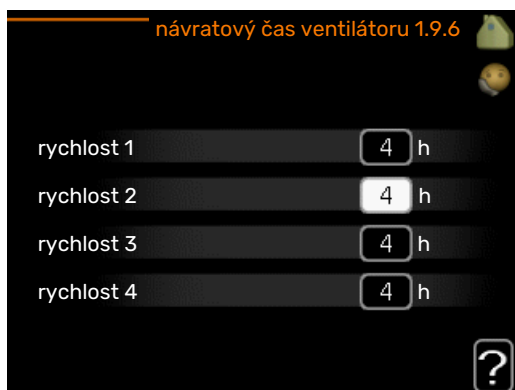 návratový čas ventilátoru 1.9.6
rychlost 1 4 h
rychlost 2 4 h
rychlost 3 4 h
rychlost 4 4 h
?